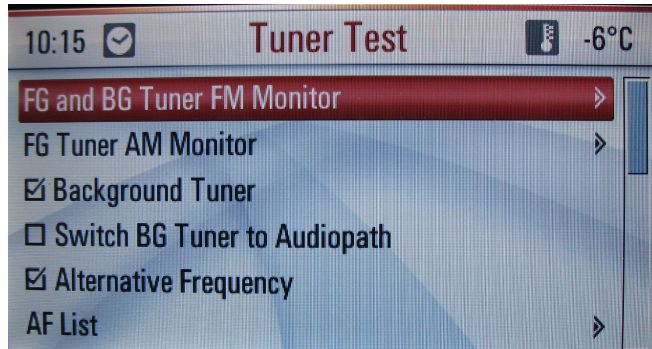 10:15 Tuner Test -6°C
FG and BG Tuner FM Monitor
FG Tuner AM Monitor
Background Tuner
Switch BG Tuner to Audiopath
Alternative Frequency
AF List